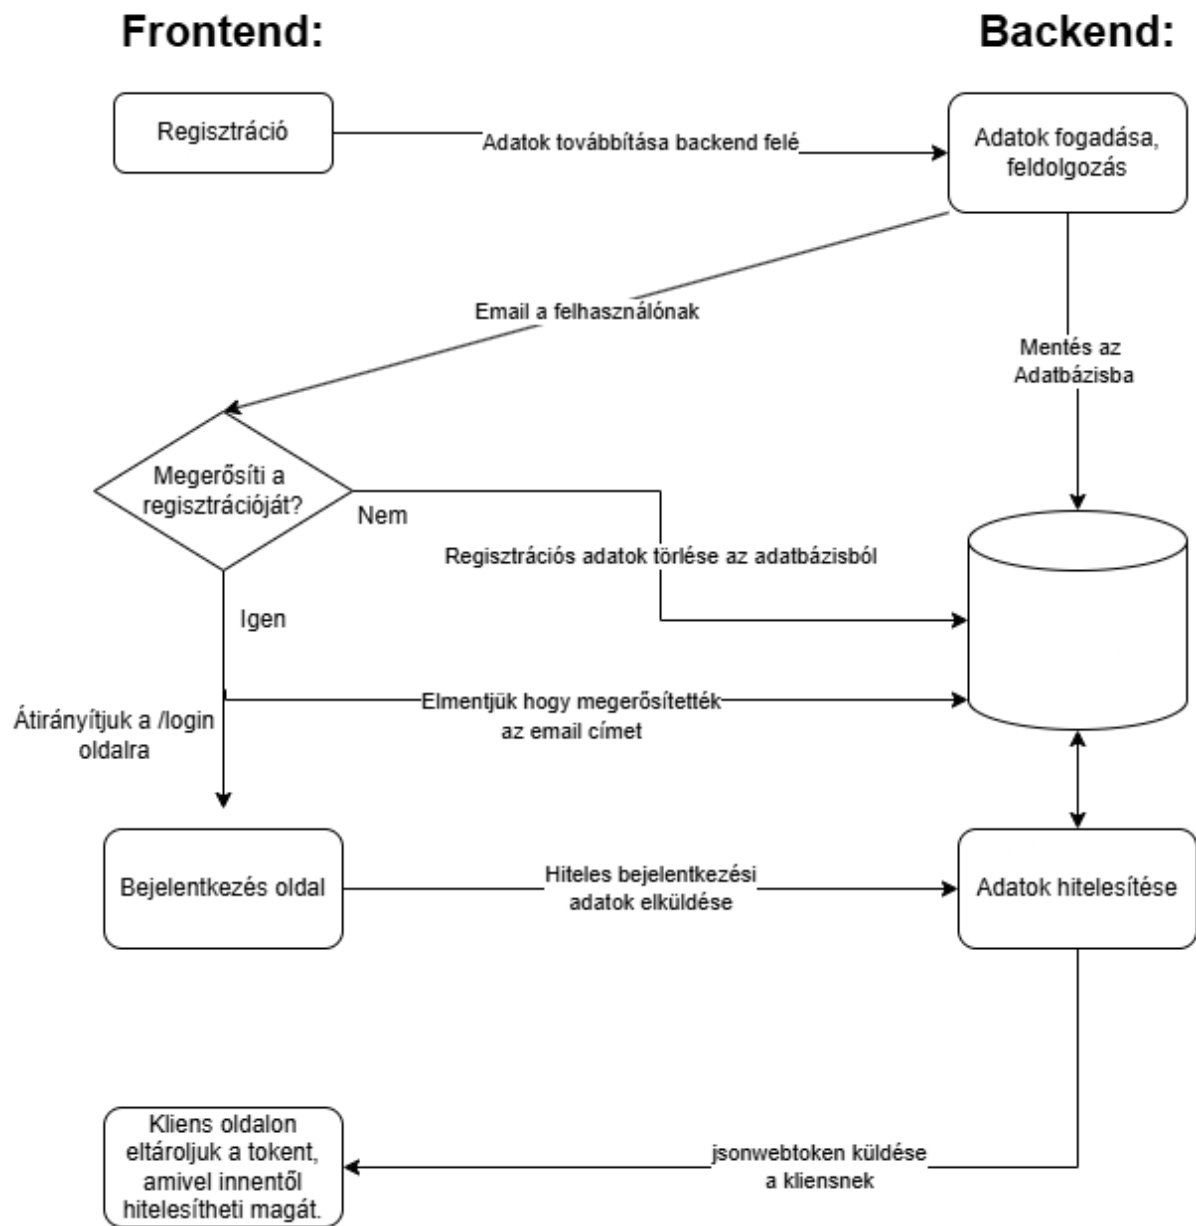 Frontend:
Backend:
Regisztráció
Adatok továbbítása backend felé
Adatok fogadása,
feldolgozás
Email a felhasználónak
Mentés az
Adatbázisba
Megerősíti a
regisztrációját?
Nem
Regisztrációs adatok törlése az adatbázisból
Igen
Átirányítjuk a /login
oldalra
Elmentjük hogy megerősítették
az email címet
Bejelentkezés oldal
Hiteles bejelentkezési
adatok elküldése
Adatok hitelesítése
Kliens oldalon
eltároljuk a tokent,
amivel innentől
hitelesítheti magát.
jsonwebtoken küldése
a kliensnek